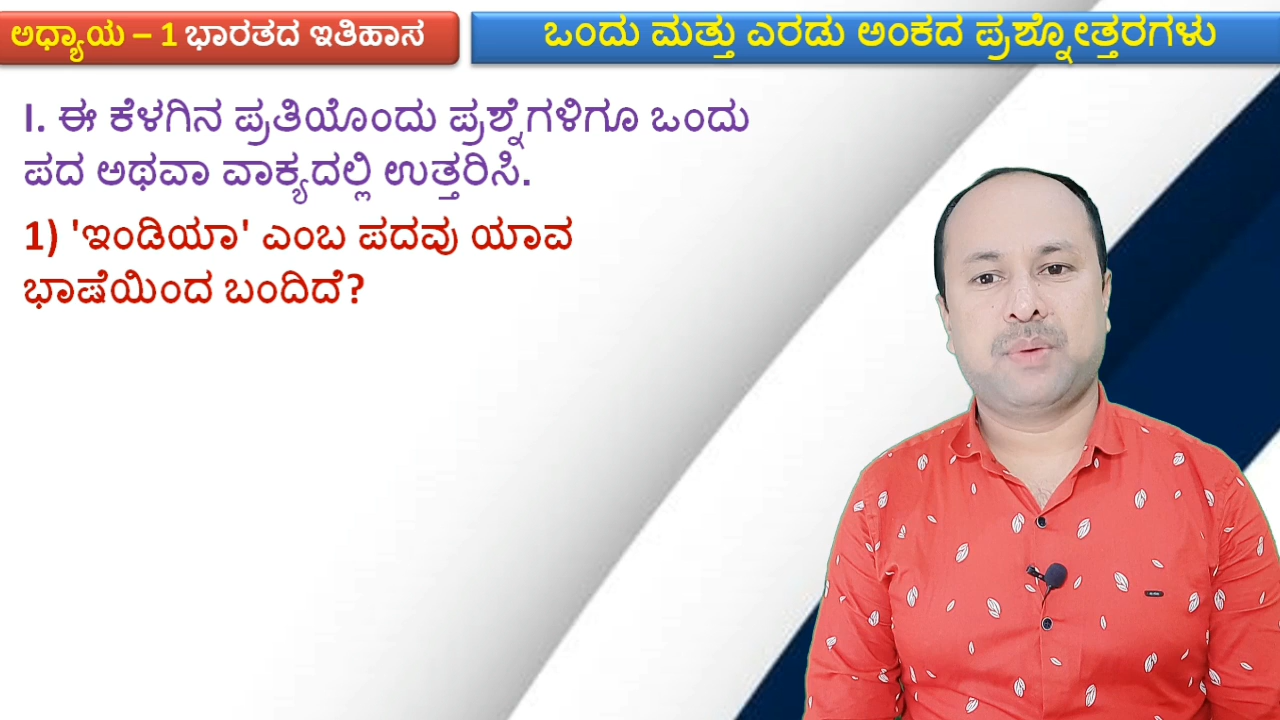 ಅಧ್ಯಾಯ – 1 ಭಾರತದ ಇತಿಹಾಸ
ಒಂದು ಮತ್ತು ಎರಡು ಅಂಕದ ಪ್ರಶ್ನೋತ್ತರಗಳು
I. ಈ ಕೆಳಗಿನ ಪ್ರತಿಯೊಂದು ಪ್ರಶ್ನೆಗಳಿಗೂ ಒಂದು
ಪದ ಅಥವಾ ವಾಕ್ಯದಲ್ಲಿ ಉತ್ತರಿಸಿ.
1) 'ಇಂಡಿಯಾ' ಎಂಬ ಪದವು ಯಾವ
ಭಾಷೆಯಿಂದ ಬಂದಿದೆ?